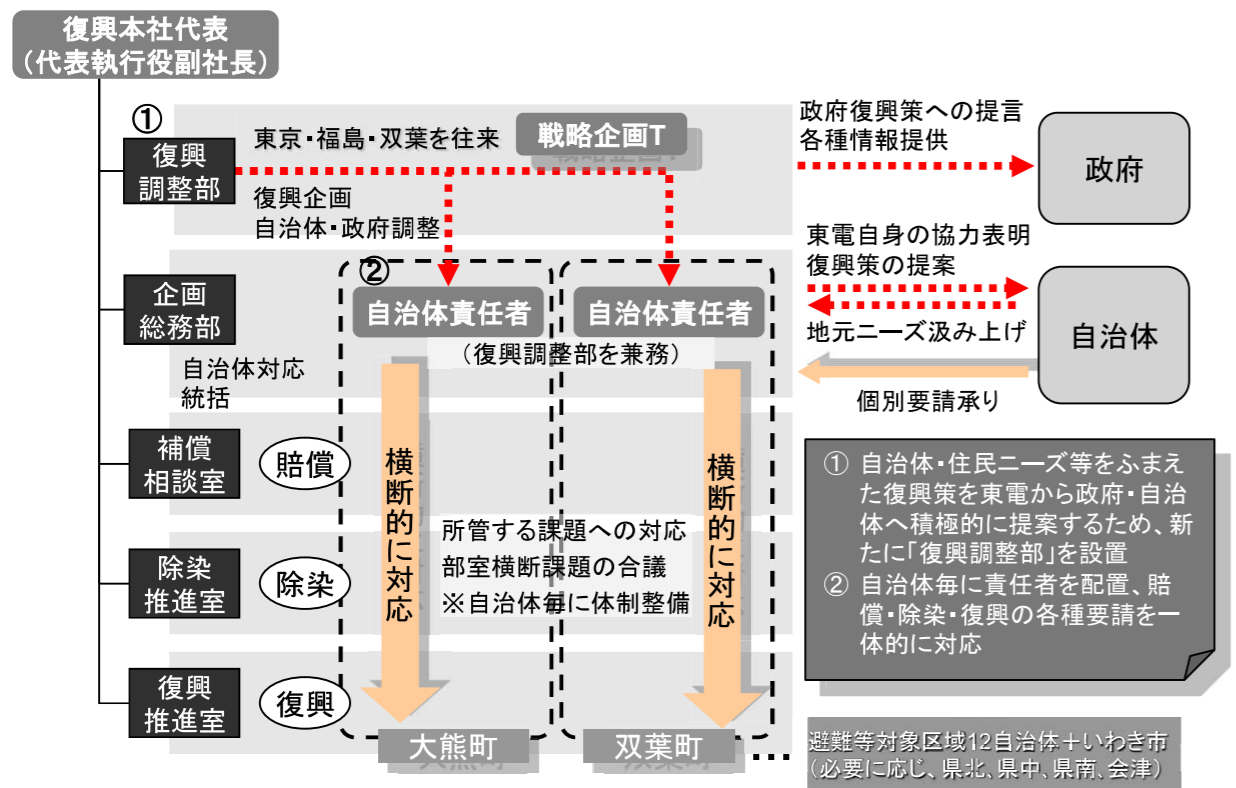 復興本社代表
(代表執行役副社長)
①
復興
調整部
東京・福島・双葉を往来
戦略企画T
復興企画
自治体・政府調整
政府復興策への提言
各種情報提供
政府
企画
総務部
自治体対応
統括
②
自治体責任者
自治体責任者
(復興調整部を兼務)
東電自身の協力表明
復興策の提案
地元ニーズ汲み上げ
個別要請承り
自治体
補償
相談室
賠償
除染
推進室
除染
復興
推進室
復興
横断的に対応
横断的に対応
所管する課題への対応
部室横断課題の合議
※自治体毎に体制整備
大熊町
双葉町
…
① 自治体・住民ニーズ等をふまえ
た復興策を東電から政府・自治
体へ積極的に提案するため、新
たに「復興調整部」を設置
② 自治体毎に責任者を配置、賠
償・除染・復興の各種要請を一
体的に対応
避難等対象区域12自治体+いわき市
(必要に応じ、県北、県中、県南、会津)